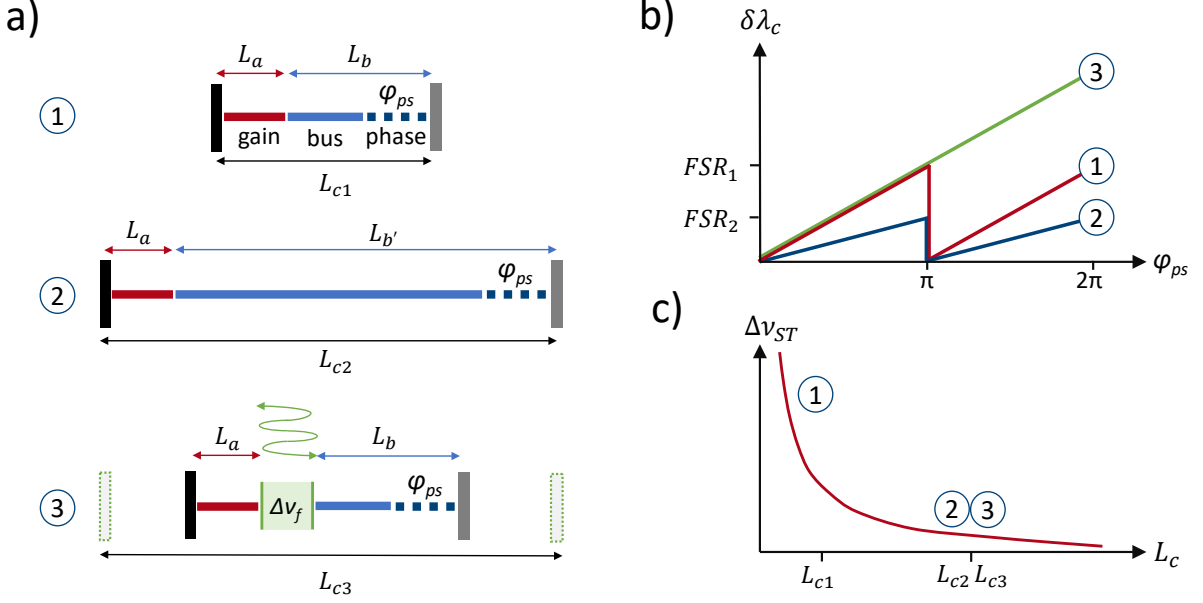 a)
1
L_a
L_b
φ_ps
gain bus phase
L_c1
2
L_a
L_b'
φ_ps
L_c2
3
L_a
L_b
φ_ps
Δν_f
L_c3
b)
δλ_c
3
FSR_1
1
FSR_2
2
π
2π
φ_ps
c)
Δν_ST
1
2 3
L_c1
L_c2 L_c3
L_c